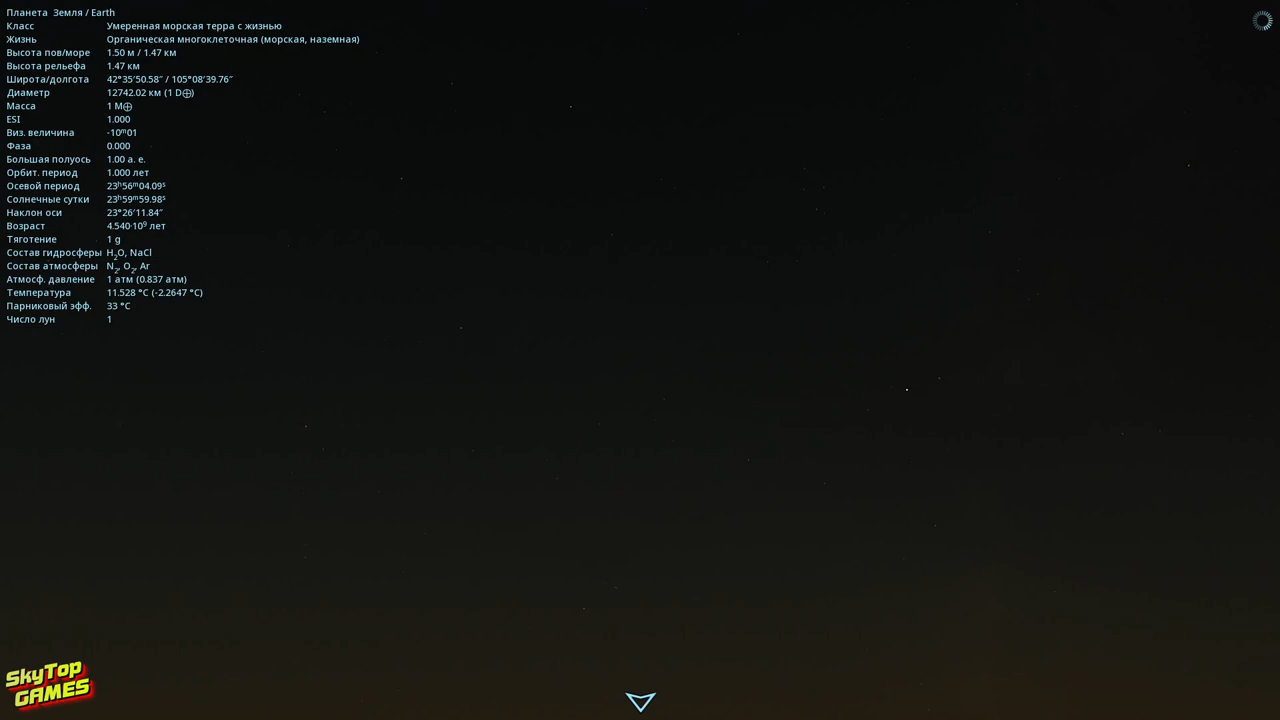 Планета Земля / Earth
Класс Умеренная морская терра с жизнью
Жизнь Органическая многоклеточная (морская, наземная)
Высота пов/море 1.50 м / 1.47 км
Высота рельефа 1.47 км
Широта/долгота 42°35′50.58″ / 105°08′39.76″
Диаметр 12742.02 км (1 D⊕)
Масса 1 M⊕
ESI 1.000
Виз. величина -10ᵐ01
Фаза 0.000
Большая полуось 1.00 а. е.
Орбит. период 1.000 лет
Осевой период 23ʰ56ᵐ04.09ˢ
Солнечные сутки 23ʰ59ᵐ59.98ˢ
Наклон оси 23°26′11.84″
Возраст 4.540·10⁹ лет
Тяготение 1 g
Состав гидросферы H₂O, NaCl
Состав атмосферы N₂, O₂, Ar
Атмосф. давление 1 атм (0.837 атм)
Температура 11.528 °C (-2.2647 °C)
Парниковый эфф. 33 °C
Число лун 1
SkyTop
GAMES